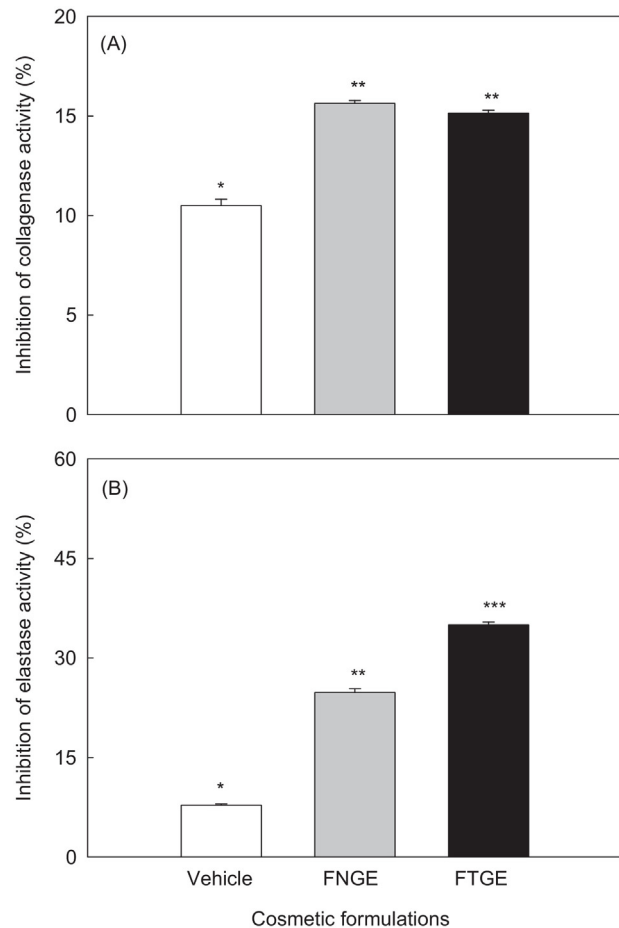 (A)
Inhibition of collagenase activity (%)
20
15
10
5
0
*
**
**
(B)
Inhibition of elastase activity (%)
60
45
30
15
0
*
**
***
Vehicle FNGE FTGE
Cosmetic formulations